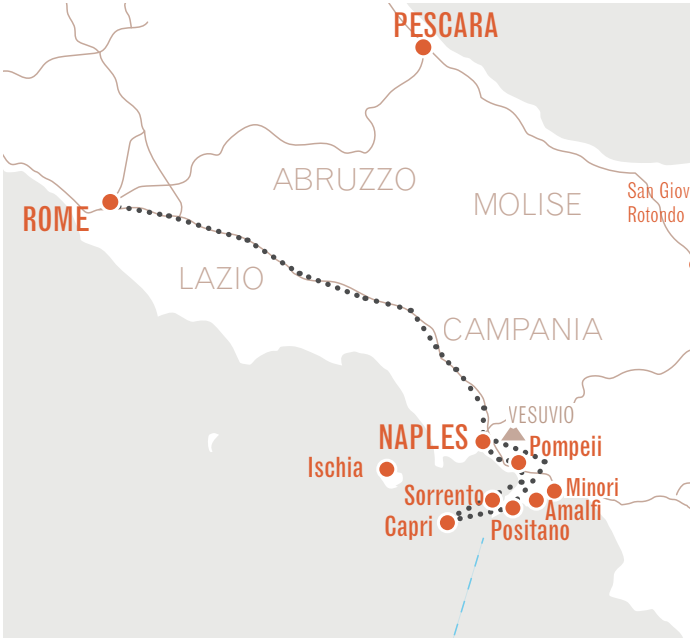 PESCARA
ABRUZZO
MOLISE
San Giov
Rotondo
ROME
LAZIO
CAMPANIA
VESUVIO
NAPLES
Pompeii
Ischia
Sorrento
Minori
Amalfi
Capri
Positano